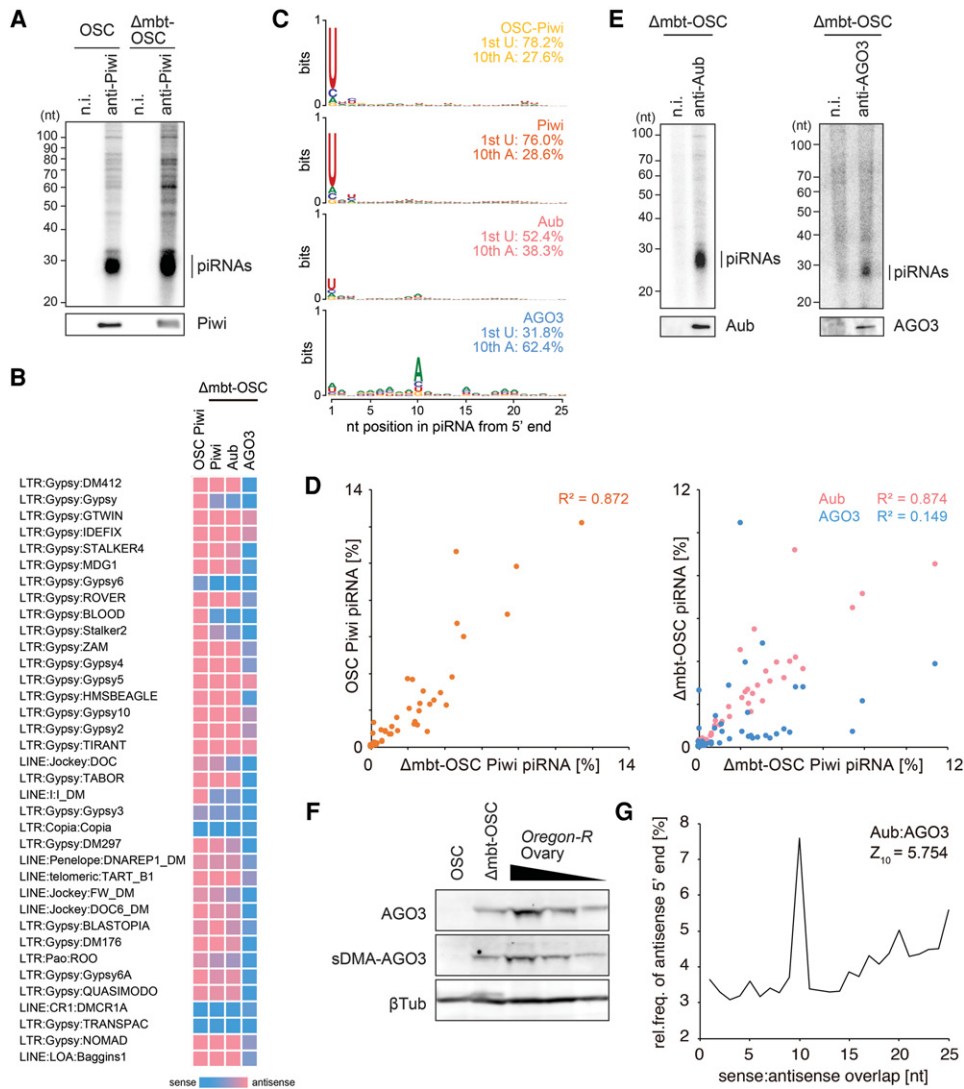 A
OSC
Δmbt-
OSC
n.i.
anti-Piwi
n.i.
anti-Piwi
(nt)
100
70
50
40
30
20
piRNAs
Piwi
B
Δmbt-OSC
OSC Piwi
Piwi
Aub
AGO3
LTR:Gypsy:DM412
LTR:Gypsy:Gypsy
LTR:Gypsy:GTWIN
LTR:Gypsy:IDEFIX
LTR:Gypsy:STALKER4
LTR:Gypsy:MDG1
LTR:Gypsy:Gypsy6
LTR:Gypsy:ROVER
LTR:Gypsy:BLOOD
LTR:Gypsy:Stalker2
LTR:Gypsy:ZAM
LTR:Gypsy:Gypsy4
LTR:Gypsy:Gypsy5
LTR:Gypsy:HMSBEAGLE
LTR:Gypsy:Gypsy10
LTR:Gypsy:Gypsy2
LTR:Gypsy:TIRANT
LINE:Jockey:DOC
LTR:Gypsy:TABOR
LINE:I:I_DM
LTR:Gypsy:Gypsy3
LTR:Copia:Copia
LTR:Gypsy:DM297
LINE:Penelope:DNAREP1_DM
LINE:telomeric:TART_B1
LINE:Jockey:FW_DM
LINE:Jockey:DOC6_DM
LTR:Gypsy:BLASTOPIA
LTR:Gypsy:DM176
LTR:Pao:ROO
LTR:Gypsy:Gypsy6A
LTR:Gypsy:QUASIMODO
LINE:CR1:DMCR1A
LTR:Gypsy:TRANSPAC
LTR:Gypsy:NOMAD
LINE:LOA:Baggins1
sense
antisense
C
1
bits
0
U
C
A
OSC-Piwi
1st U: 78.2%
10th A: 27.6%
1
bits
0
U
A
C
Piwi
1st U: 76.0%
10th A: 28.6%
1
bits
0
U
Aub
1st U: 52.4%
10th A: 38.3%
1
bits
0
A
AGO3
1st U: 31.8%
10th A: 62.4%
1 5 10 15 20 25
nt position in piRNA from 5' end
D
14
R² = 0.872
OSC Piwi piRNA [%]
0
0 14
Δmbt-OSC Piwi piRNA [%]
12
Aub R² = 0.874
AGO3 R² = 0.149
Δmbt-OSC piRNA [%]
0
0 12
Δmbt-OSC Piwi piRNA [%]
E
Δmbt-OSC
n.i.
anti-Aub
(nt)
100
70
50
40
30
20
piRNAs
Aub
Δmbt-OSC
n.i.
anti-AGO3
(nt)
100
90
80
70
60
50
40
30
20
piRNAs
AGO3
F
OSC
Δmbt-OSC
Oregon-R
Ovary
AGO3
sDMA-AGO3
βTub
G
rel.freq. of antisense 5' end [%]
8
7
6
5
4
3
2
Aub:AGO3
Z₁₀ = 5.754
0 5 10 15 20 25
sense:antisense overlap [nt]